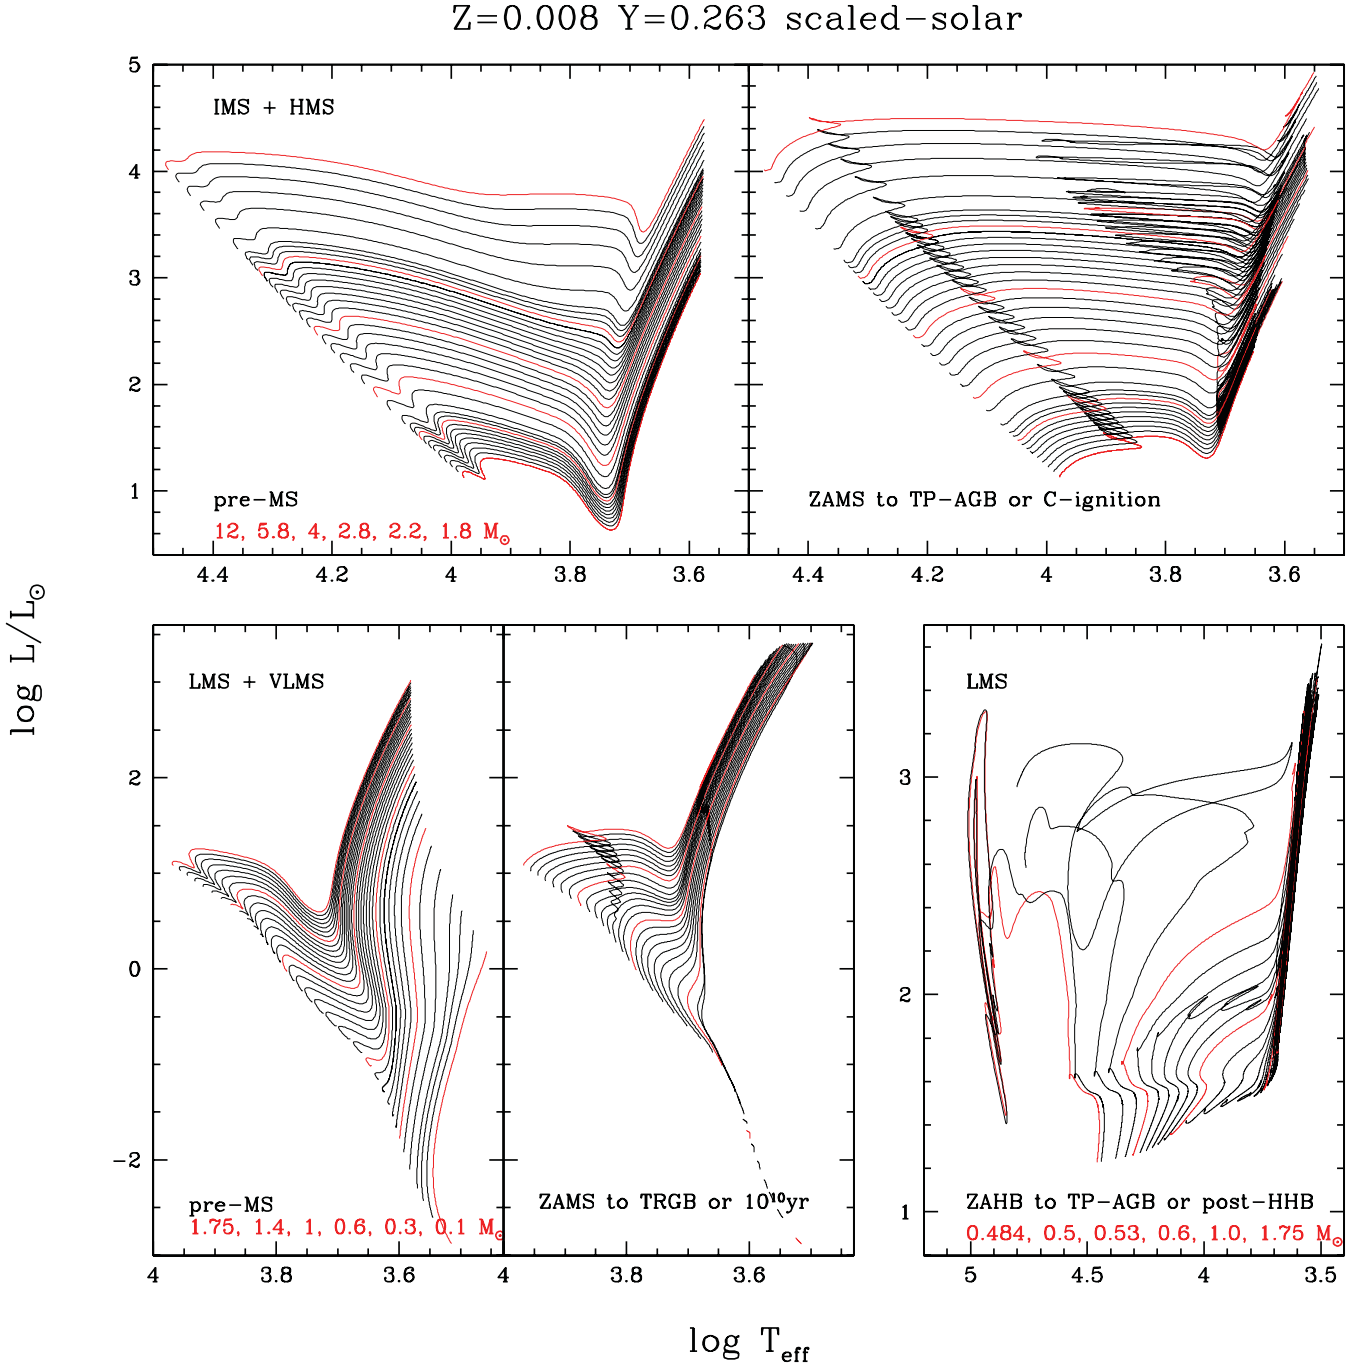 Z=0.008 Y=0.263 scaled-solar
5
4
3
2
1
IMS + HMS
pre-MS
12, 5.8, 4, 2.8, 2.2, 1.8 M⊙
ZAMS to TP-AGB or C-ignition
4.4 4.2 4 3.8 3.6
4.4 4.2 4 3.8 3.6
log L/L⊙
2
0
-2
LMS + VLMS
pre-MS
1.75, 1.4, 1, 0.6, 0.3, 0.1 M⊙
ZAMS to TRGB or 10¹⁰yr
4 3.8 3.6 4 3.8 3.6
3
2
1
LMS
ZAHB to TP-AGB or post-HHB
0.484, 0.5, 0.53, 0.6, 1.0, 1.75 M⊙
5 4.5 4 3.5
log T_eff